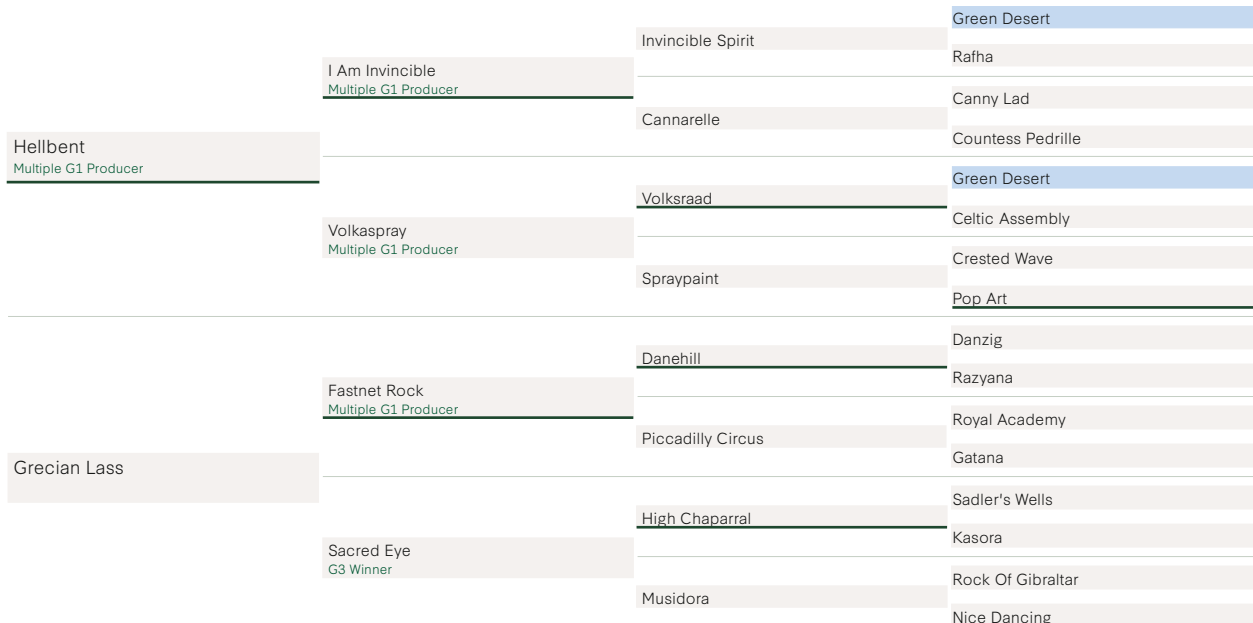 Hellbent
Multiple G1 Producer
Grecian Lass
I Am Invincible
Multiple G1 Producer
Volkaspray
Multiple G1 Producer
Fastnet Rock
Multiple G1 Producer
Sacred Eye
G3 Winner
Invincible Spirit
Cannarelle
Volksraad
Spraypaint
Danehill
Piccadilly Circus
High Chaparral
Musidora
Green Desert
Rafha
Canny Lad
Countess Pedrille
Green Desert
Celtic Assembly
Crested Wave
Pop Art
Danzig
Razyana
Royal Academy
Gatana
Sadler's Wells
Kasora
Rock Of Gibraltar
Nice Dancing